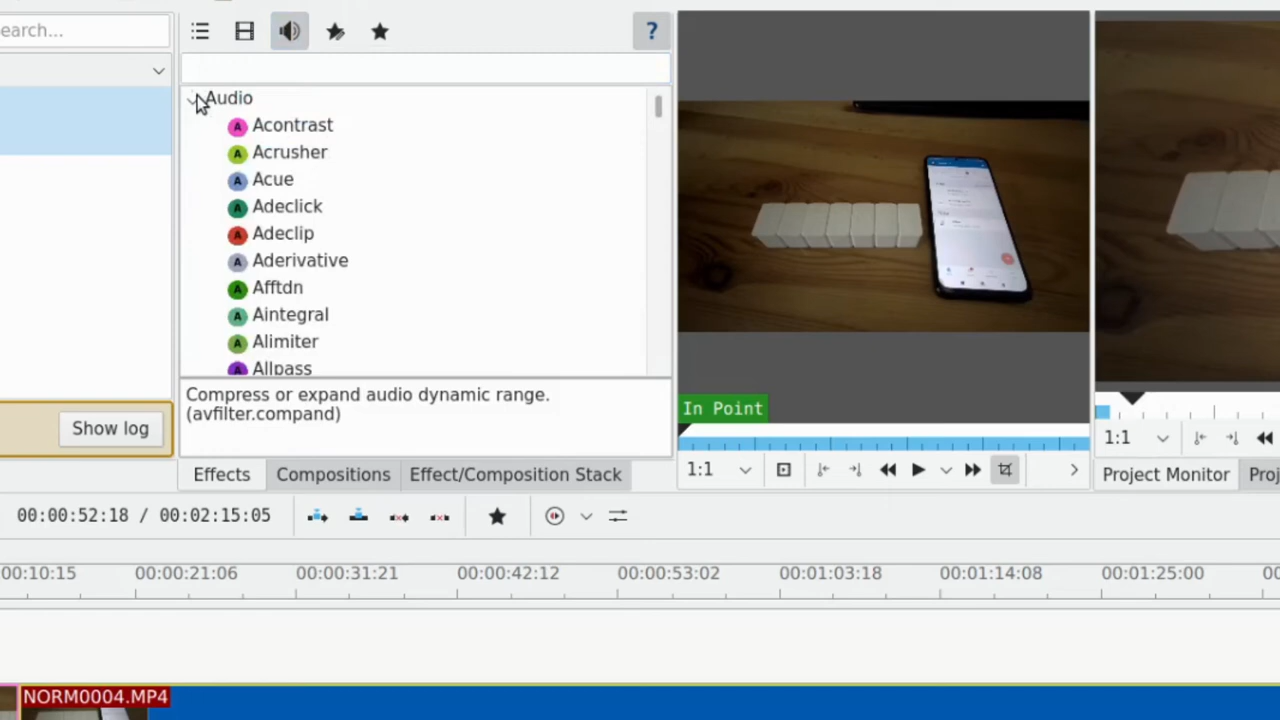 earch...
?
Audio
A Acontrast
A Acrusher
A Acue
A Adeclick
A Adeclip
A Aderivative
A Afftdn
A Aintegral
A Alimiter
A Allpass
Compress or expand audio dynamic range.
(avfilter.compand)
Show log
Effects
Compositions
Effect/Composition Stack
In Point
1:1
1:1
Project Monitor
Proj
00:00:52:18 / 00:02:15:05
00:10:15
00:00:21:06
00:00:31:21
00:00:42:12
00:00:53:02
00:01:03:18
00:01:14:08
00:01:25:00
00
NORM0004.MP4